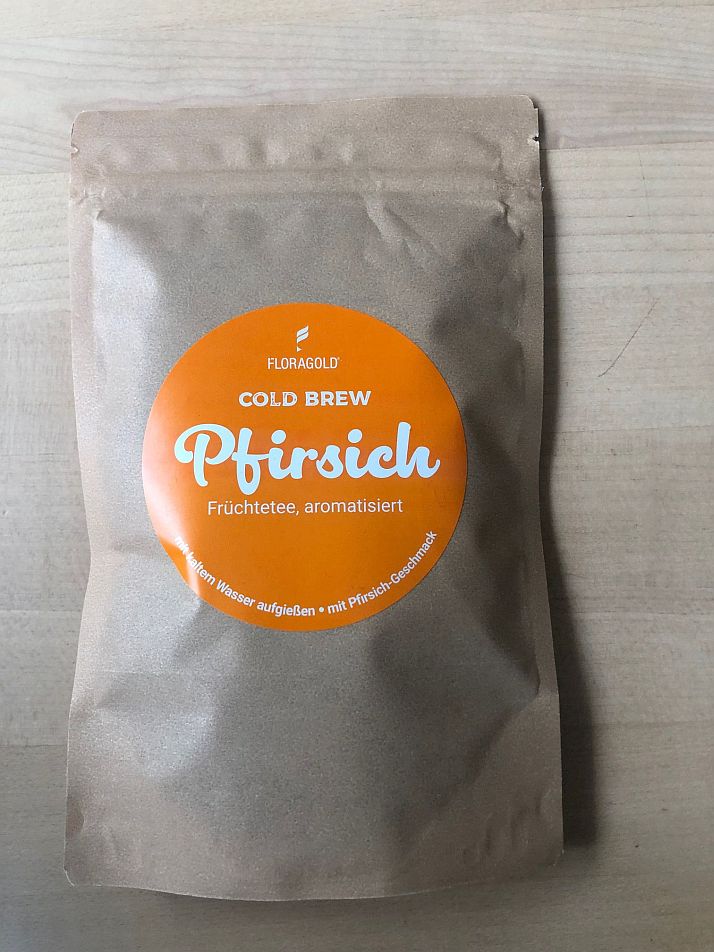 FLORAGOLD®
COLD BREW
Pfirsich
Früchtetee, aromatisiert
mit kaltem Wasser aufgießen • mit Pfirsich-Geschmack